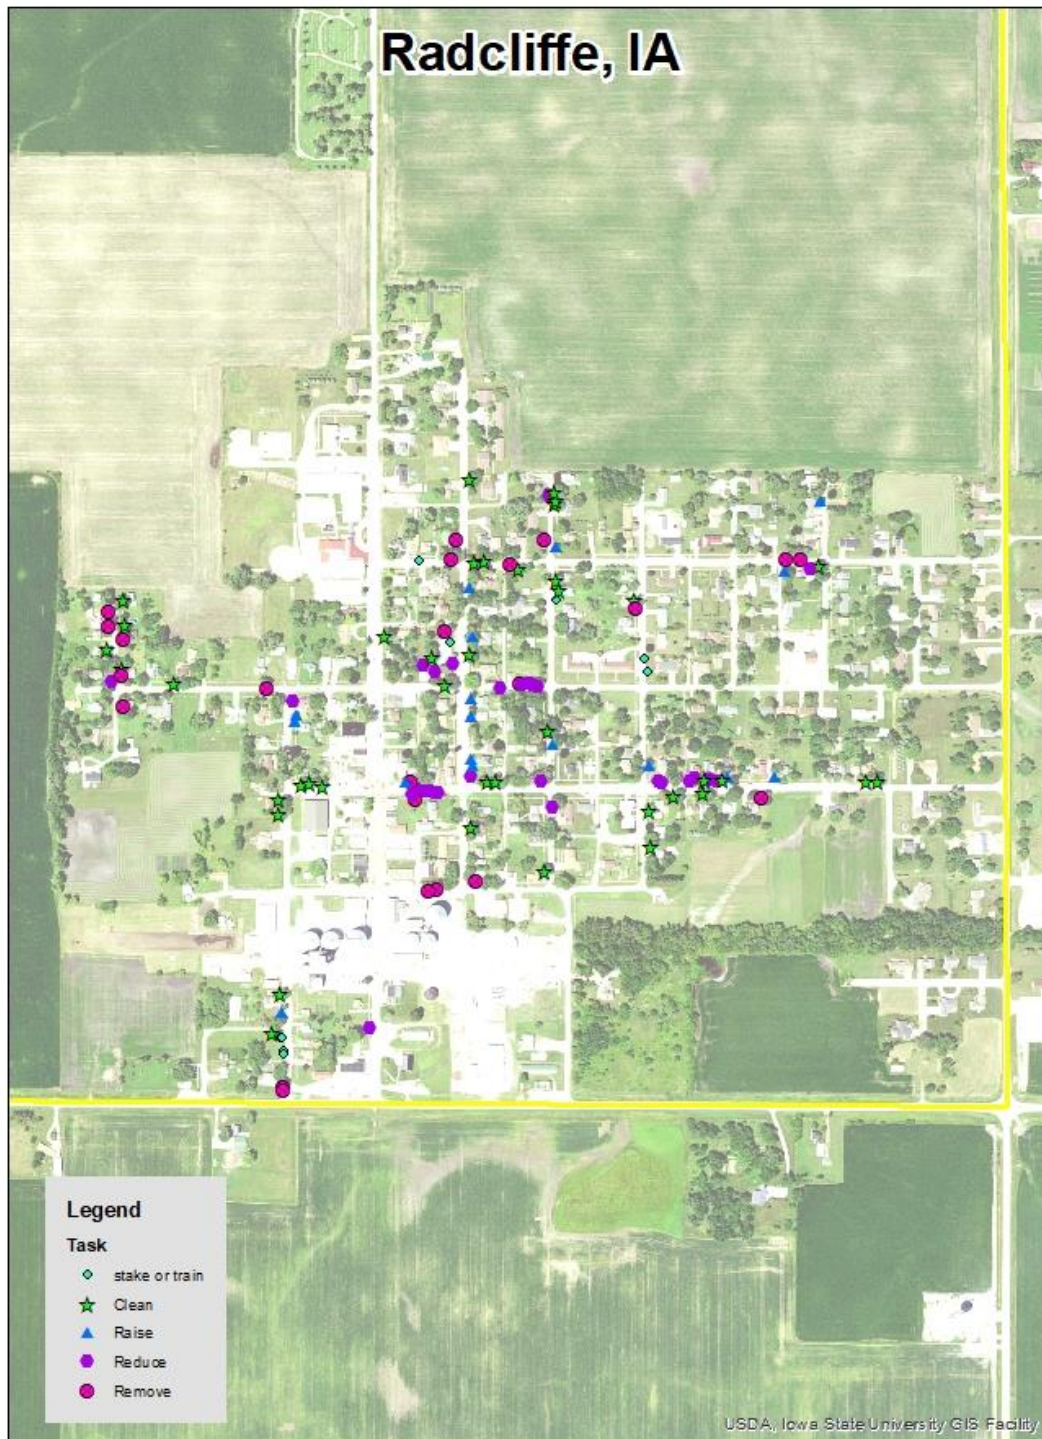 Radcliffe, IA
Legend
Task
stake or train
Clean
Raise
Reduce
Remove
USDA, Iowa State University GIS Facility